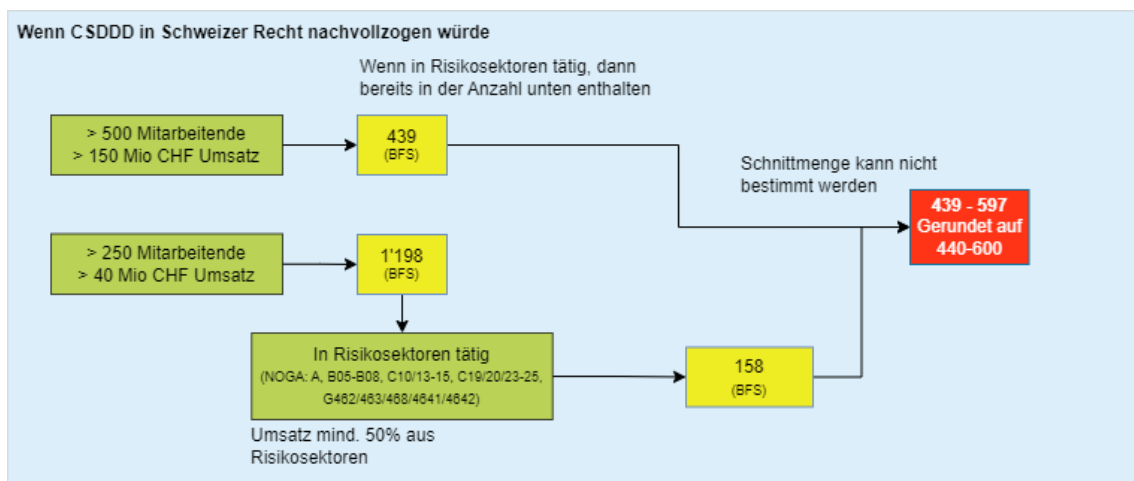 Wenn CSDDD in Schweizer Recht nachvollzogen würde
Wenn in Risikosektoren tätig, dann
bereits in der Anzahl unten enthalten
> 500 Mitarbeitende
> 150 Mio CHF Umsatz
439
(BFS)
Schnittmenge kann nicht
bestimmt werden
439 - 597
Gerundet auf
440-600
> 250 Mitarbeitende
> 40 Mio CHF Umsatz
1'198
(BFS)
In Risikosektoren tätig
(NOGA: A, B05-B08, C10/13-15, C19/20/23-25,
G462/463/468/4641/4642)
158
(BFS)
Umsatz mind. 50% aus
Risikosektoren